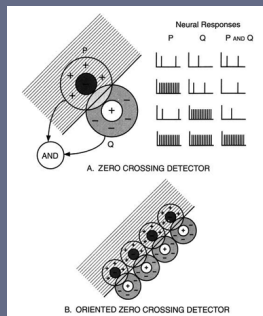 Neural Responses
P Q P AND Q
P
+ + + + + +
+
- - - - -
Q
AND
A. ZERO CROSSING DETECTOR
B. ORIENTED ZERO CROSSING DETECTOR